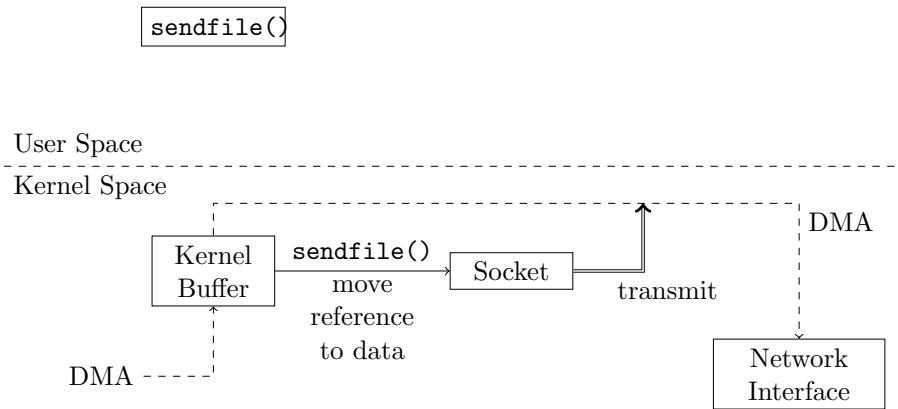 sendfile()
User Space
Kernel Space
DMA
Kernel
Buffer
sendfile()
move
reference
to data
Socket
transmit
DMA
Network
Interface